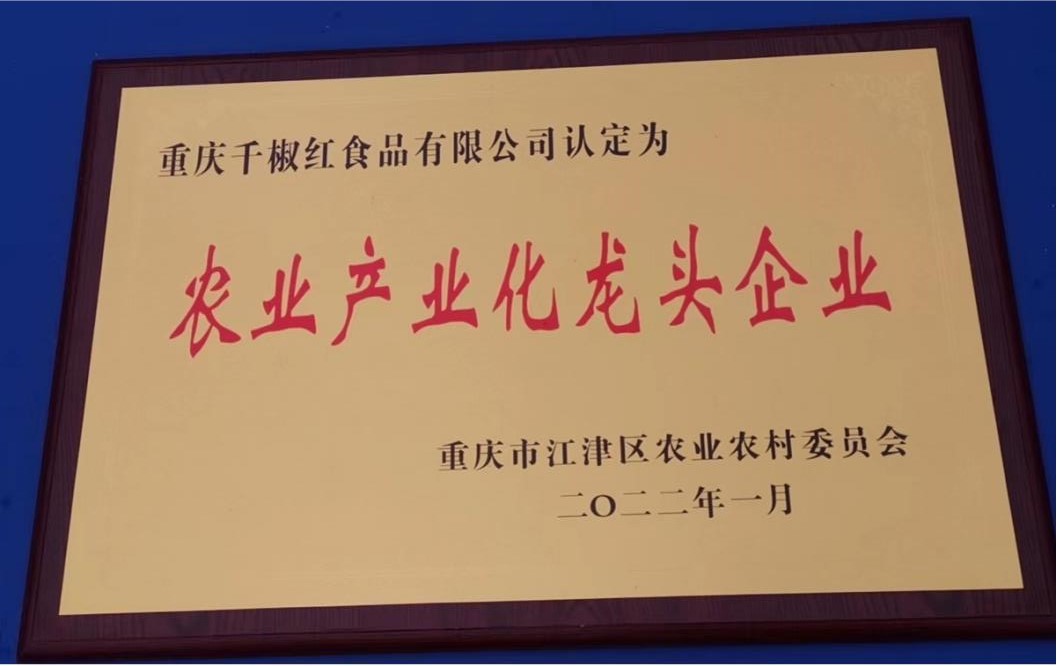 重庆千椒红食品有限公司认定为
农业产业化龙头企业
重庆市江津区农业农村委员会
二〇二二年一月